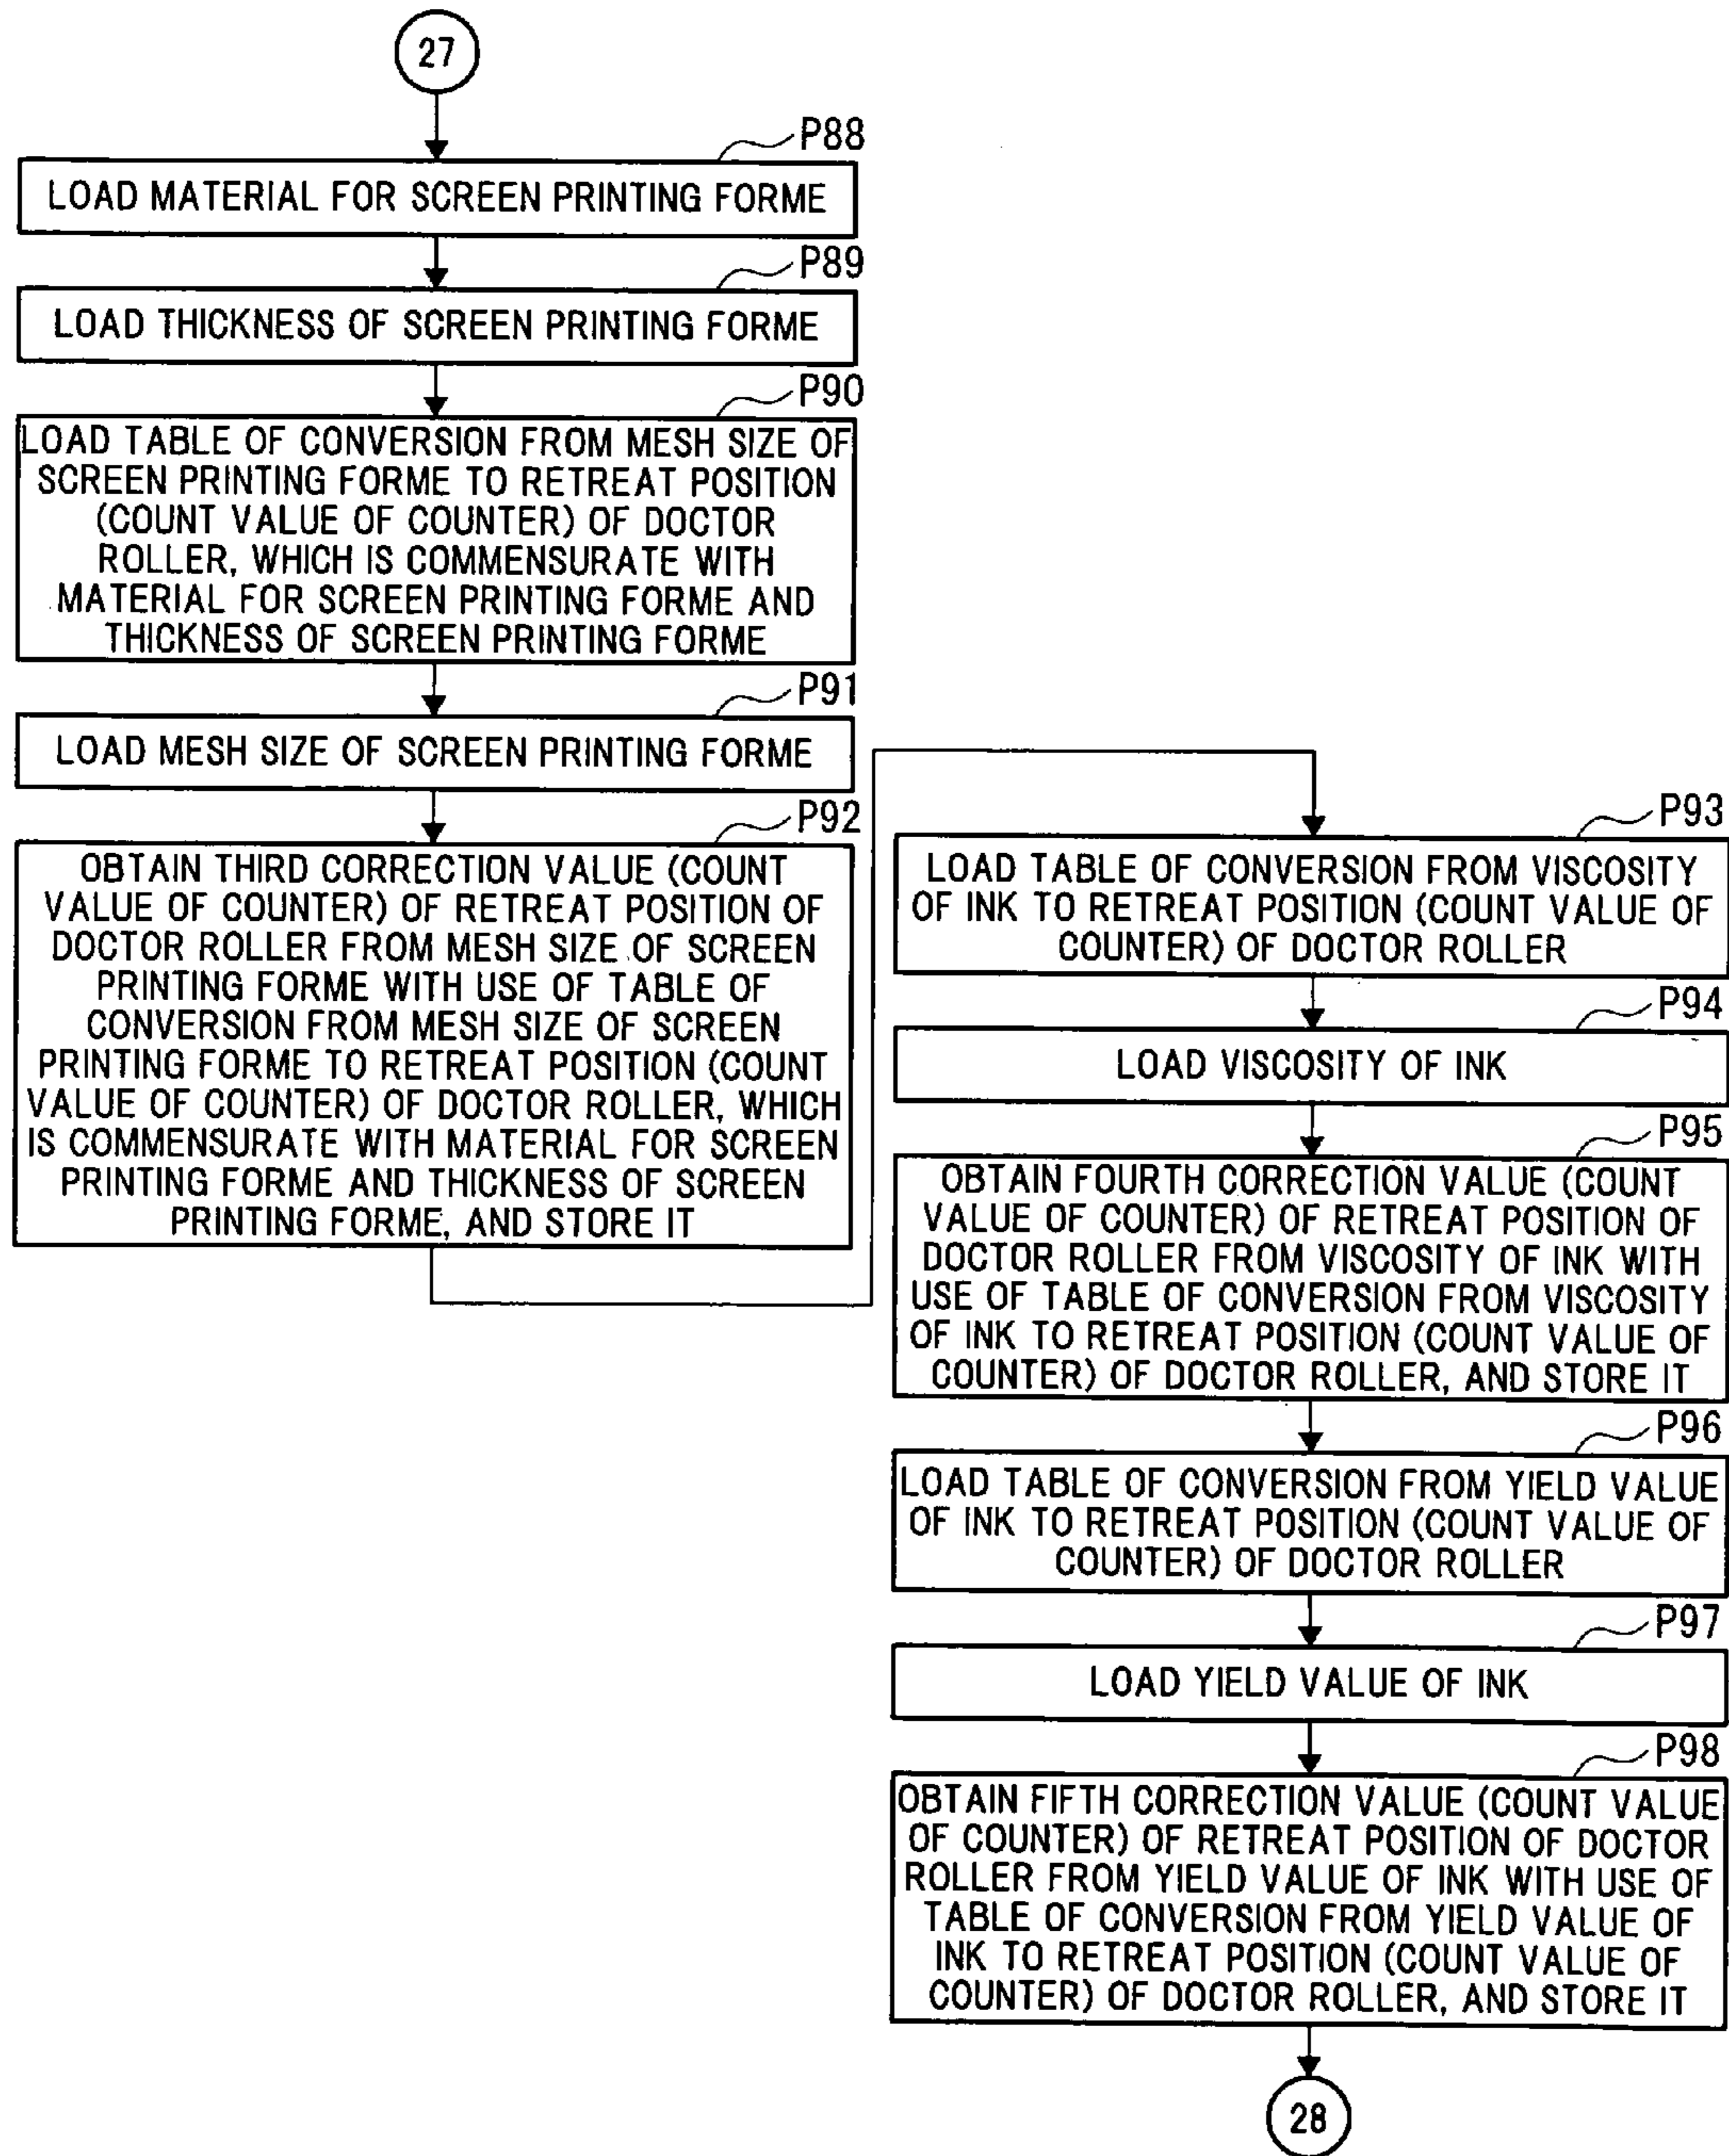 27
P88
LOAD MATERIAL FOR SCREEN PRINTING FORME
P89
LOAD THICKNESS OF SCREEN PRINTING FORME
P90
LOAD TABLE OF CONVERSION FROM MESH SIZE OF
SCREEN PRINTING FORME TO RETREAT POSITION
(COUNT VALUE OF COUNTER) OF DOCTOR
ROLLER, WHICH IS COMMENSURATE WITH
MATERIAL FOR SCREEN PRINTING FORME AND
THICKNESS OF SCREEN PRINTING FORME
P91
LOAD MESH SIZE OF SCREEN PRINTING FORME
P92
OBTAIN THIRD CORRECTION VALUE (COUNT
VALUE OF COUNTER) OF RETREAT POSITION OF
DOCTOR ROLLER FROM MESH SIZE OF SCREEN
PRINTING FORME WITH USE OF TABLE OF
CONVERSION FROM MESH SIZE OF SCREEN
PRINTING FORME TO RETREAT POSITION (COUNT
VALUE OF COUNTER) OF DOCTOR ROLLER, WHICH
IS COMMENSURATE WITH MATERIAL FOR SCREEN
PRINTING FORME AND THICKNESS OF SCREEN
PRINTING FORME, AND STORE IT
P93
LOAD TABLE OF CONVERSION FROM VISCOSITY
OF INK TO RETREAT POSITION (COUNT VALUE OF
COUNTER) OF DOCTOR ROLLER
P94
LOAD VISCOSITY OF INK
P95
OBTAIN FOURTH CORRECTION VALUE (COUNT
VALUE OF COUNTER) OF RETREAT POSITION OF
DOCTOR ROLLER FROM VISCOSITY OF INK WITH
USE OF TABLE OF CONVERSION FROM VISCOSITY
OF INK TO RETREAT POSITION (COUNT VALUE OF
COUNTER) OF DOCTOR ROLLER, AND STORE IT
P96
LOAD TABLE OF CONVERSION FROM YIELD VALUE
OF INK TO RETREAT POSITION (COUNT VALUE OF
COUNTER) OF DOCTOR ROLLER
P97
LOAD YIELD VALUE OF INK
P98
OBTAIN FIFTH CORRECTION VALUE (COUNT VALUE
OF COUNTER) OF RETREAT POSITION OF DOCTOR
ROLLER FROM YIELD VALUE OF INK WITH USE OF
TABLE OF CONVERSION FROM YIELD VALUE OF
INK TO RETREAT POSITION (COUNT VALUE OF
COUNTER) OF DOCTOR ROLLER, AND STORE IT
28